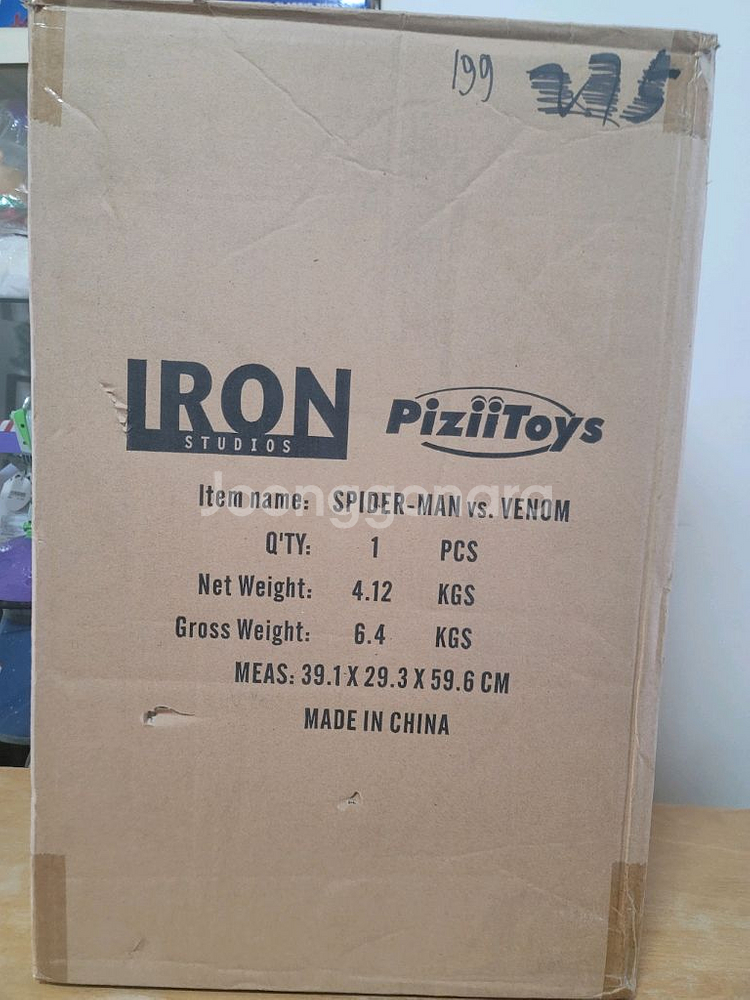 199
IRON
STUDIOS
PiziiToys
Joonggonara
Item name: SPIDER-MAN vs. VENOM
Q'TY: 1 PCS
Net Weight: 4.12 KGS
Gross Weight: 6.4 KGS
MEAS: 39.1 X 29.3 X 59.6 CM
MADE IN CHINA